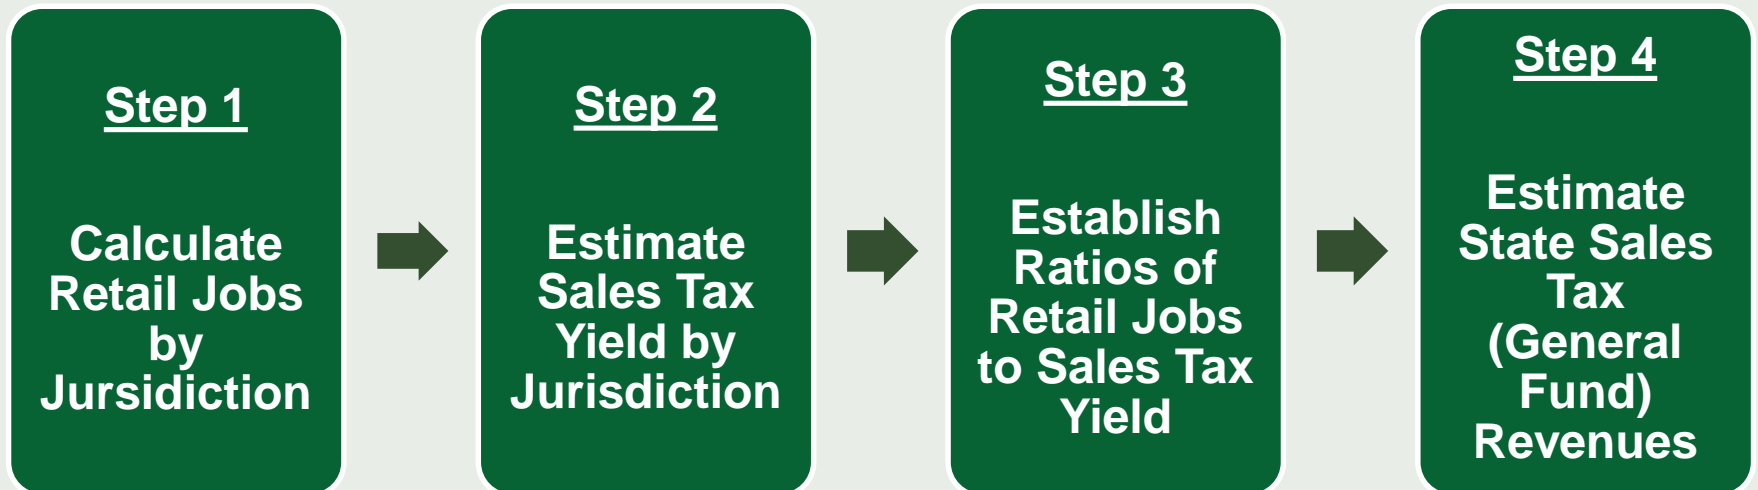 Step 1
Calculate
Retail Jobs
by
Jursidiction
Step 2
Estimate
Sales Tax
Yield by
Jurisdiction
Step 3
Establish
Ratios of
Retail Jobs
to Sales Tax
Yield
Step 4
Estimate
State Sales
Tax
(General
Fund)
Revenues